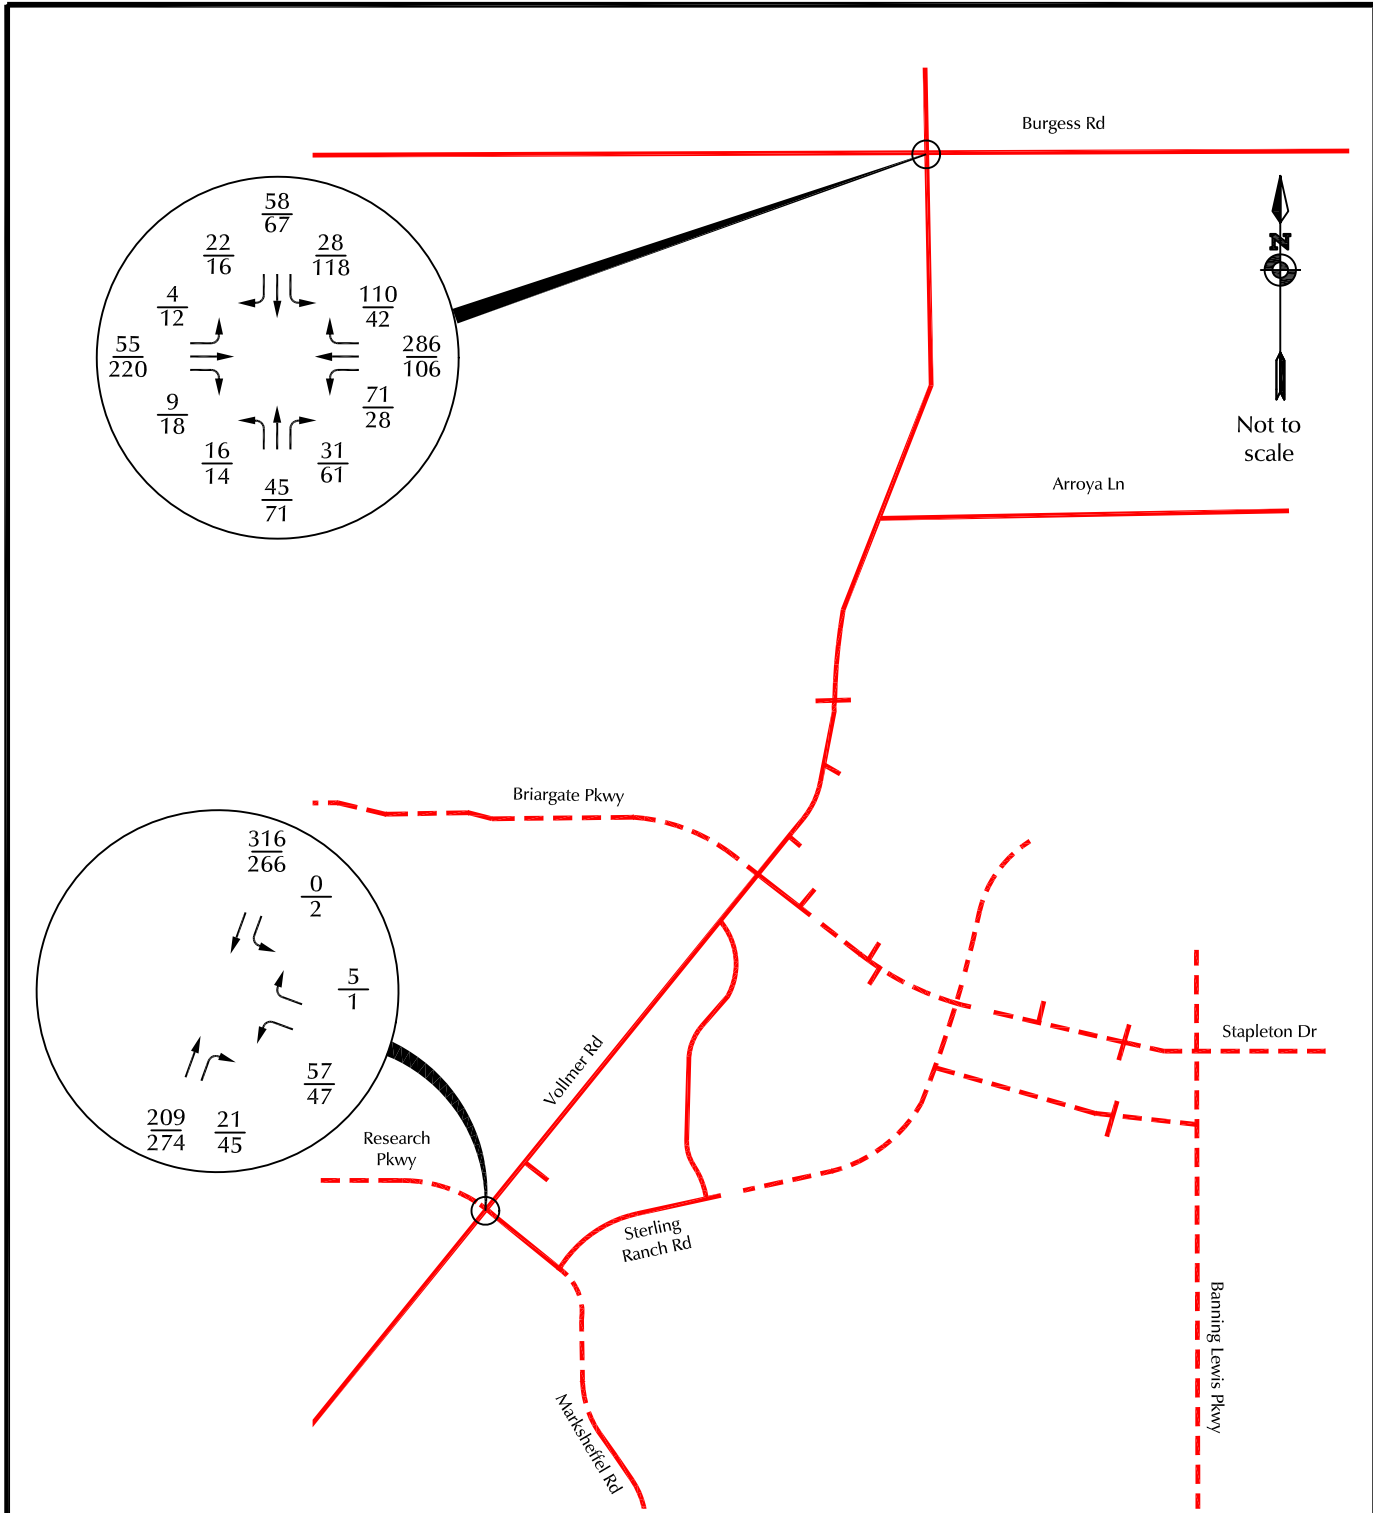 Burgess Rd
58
67
22
16
28
118
4
12
110
42
55
220
286
106
9
18
71
28
16
14
31
61
45
71
N
Not to
scale
Arroya Ln
Briargate Pkwy
316
266
0
2
5
1
57
47
209
274
21
45
Vollmer Rd
Stapleton Dr
Research
Pkwy
Sterling
Ranch Rd
Banning Lewis Pkwy
Marksheffel Rd